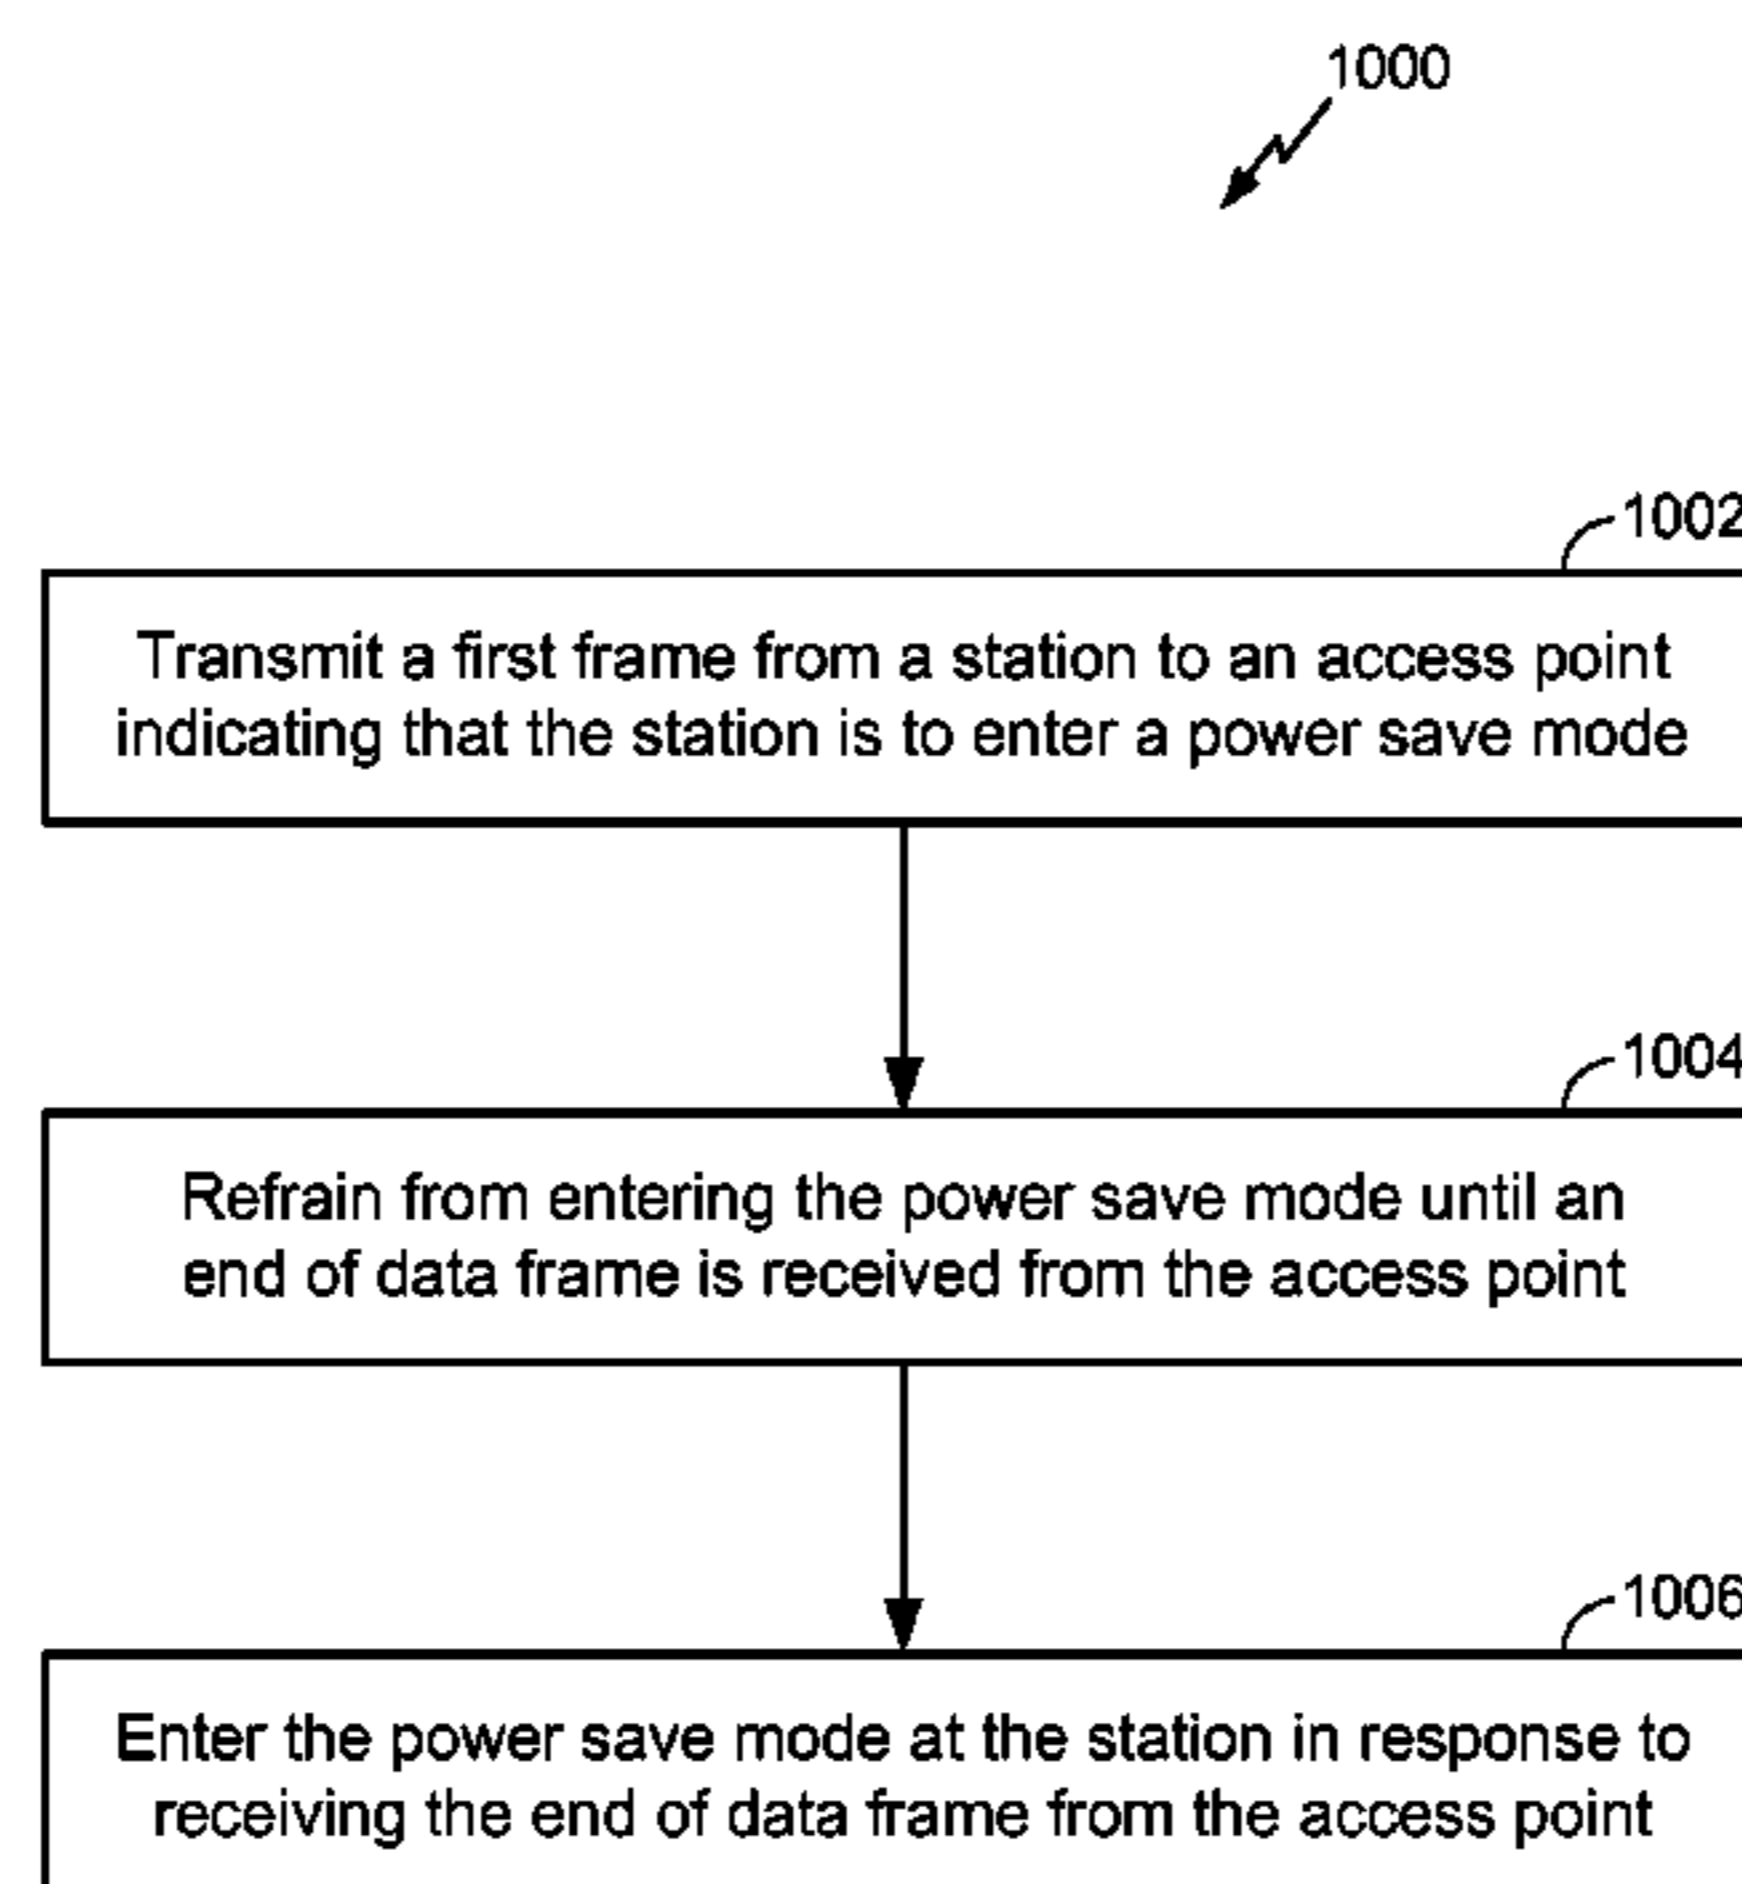 1000
1002
Transmit a first frame from a station to an access point
indicating that the station is to enter a power save mode
1004
Refrain from entering the power save mode until an
end of data frame is received from the access point
1006
Enter the power save mode at the station in response to
receiving the end of data frame from the access point